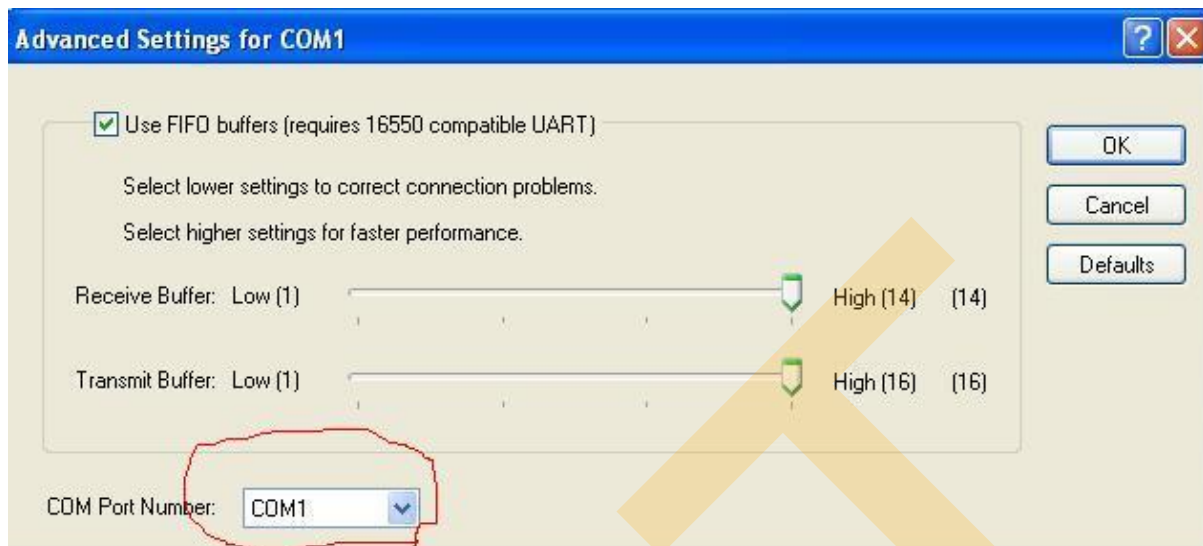 Advanced Settings for COM1
Use FIFO buffers (requires 16550 compatible UART)
OK
Select lower settings to correct connection problems.
Cancel
Select higher settings for faster performance.
Defaults
Receive Buffer: Low (1) High (14) (14)
Transmit Buffer: Low (1) High (16) (16)
COM Port Number: COM1